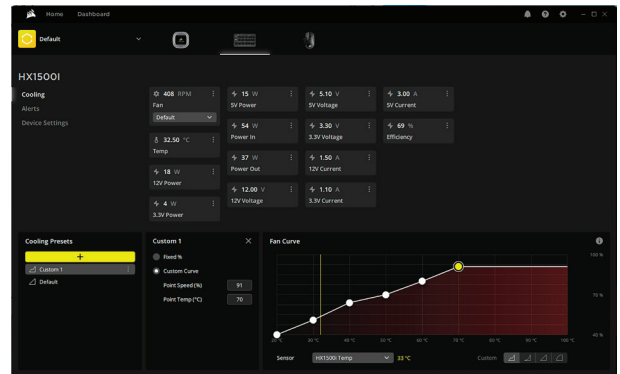 Home Dashboard
Default
HX1500I
Cooling
Alerts
Device Settings
408 RPM
Fan
Default
32.50 °C
Temp
18 W
12V Power
4 W
3.3V Power
15 W
5V Power
54 W
Power In
37 W
Power Out
12.00 V
12V Voltage
5.10 V
5V Voltage
3.30 V
3.3V Voltage
1.50 A
12V Current
1.10 A
3.3V Current
3.00 A
5V Current
69 %
Efficiency
Cooling Presets
+
Custom 1
Default
Custom 1
Fixed %
Custom Curve
Point Speed (%) 91
Point Temp (°C) 70
Fan Curve
100 %
70 %
40 %
20 °C 30 °C 40 °C 50 °C 60 °C 70 °C 80 °C 90 °C 100 °C
Sensor HX1500i Temp 33 °C Custom